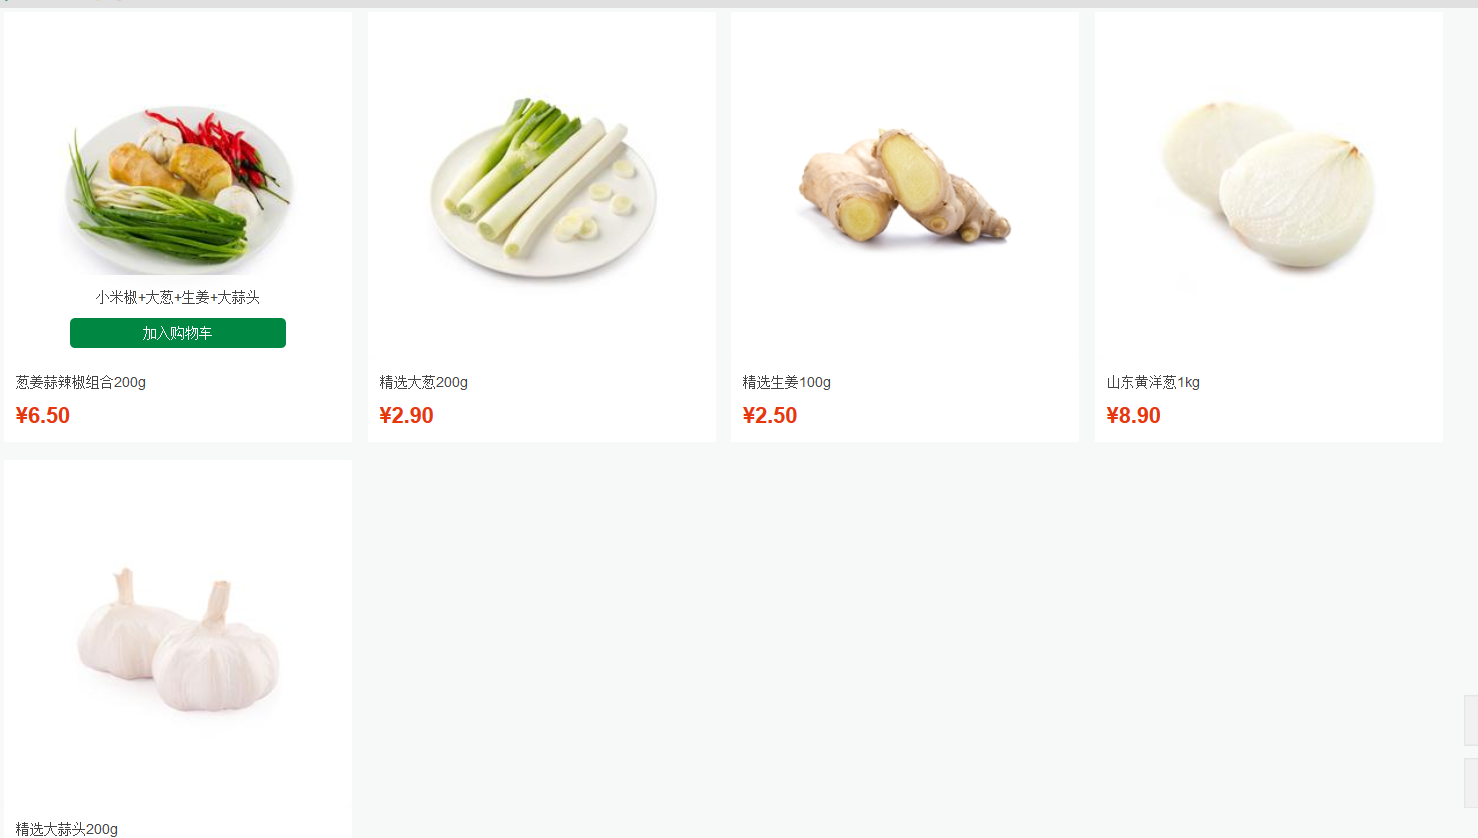 小米椒+大葱+生姜+大蒜头
加入购物车
葱姜蒜辣椒组合200g
¥6.50
精选大葱200g
¥2.90
精选生姜100g
¥2.50
山东黄洋葱1kg
¥8.90
精选大蒜头200g